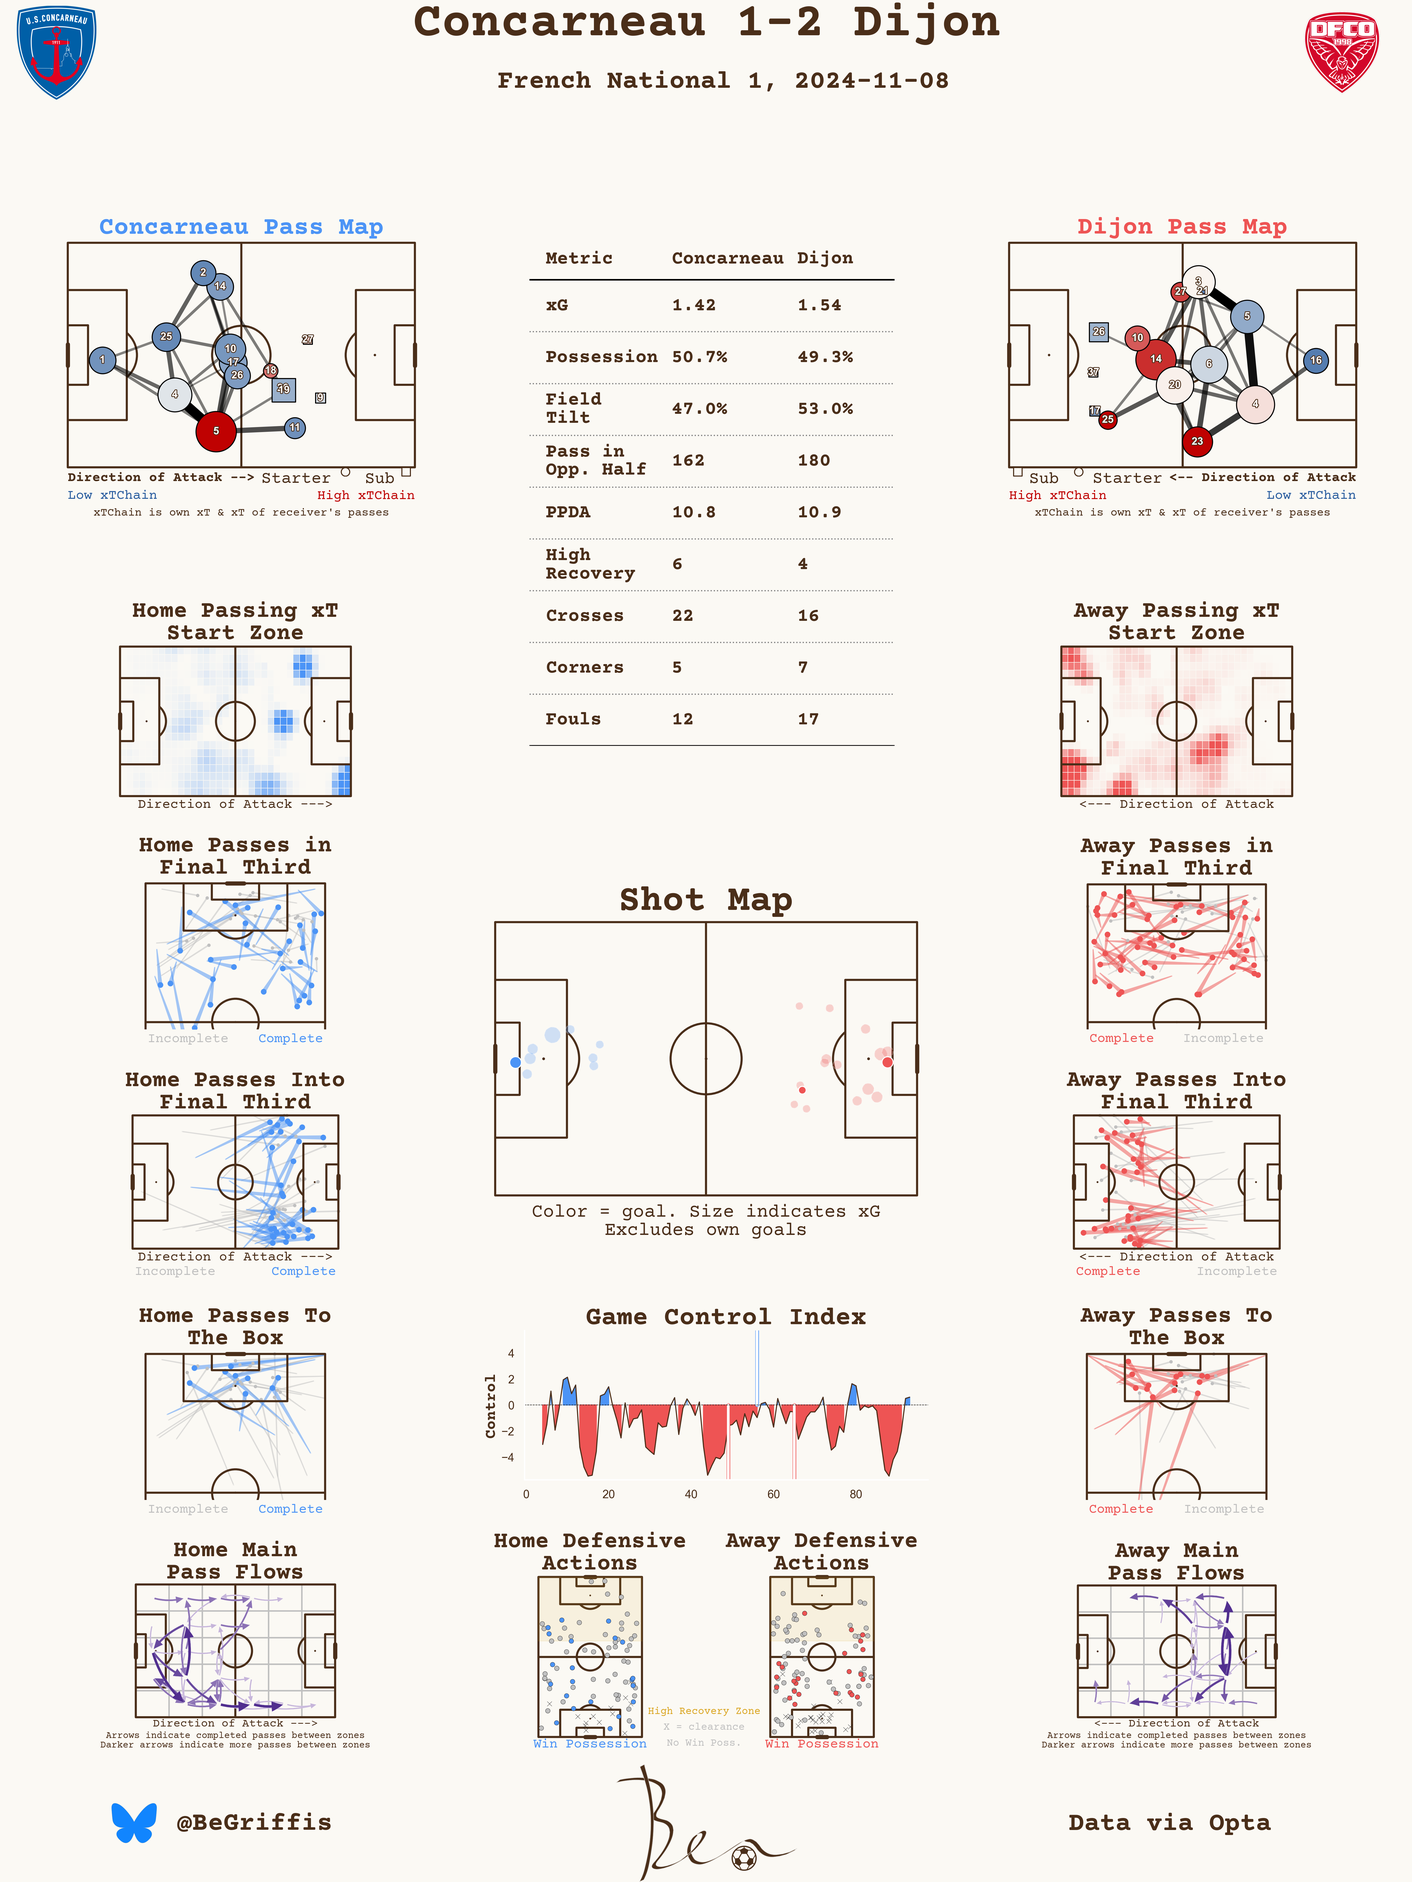 Concarneau 1-2 Dijon
French National 1, 2024-11-08
U.S.CONCARNEAU
1911
DFCO
1998
Concarneau Pass Map
2
14
25
10
1
17
26
18
27
4
19
9
5
11
Direction of Attack --> Starter Sub
Low xTChain High xTChain
xTChain is own xT & xT of receiver's passes
Metric Concarneau Dijon
xG 1.42 1.54
Possession 50.7% 49.3%
Field
Tilt 47.0% 53.0%
Pass in
Opp. Half 162 180
PPDA 10.8 10.9
High
Recovery 6 4
Crosses 22 16
Corners 5 7
Fouls 12 17
Dijon Pass Map
3
27
21
5
26
10
14
6
16
37
20
17
4
25
23
Sub Starter <-- Direction of Attack
High xTChain Low xTChain
xTChain is own xT & xT of receiver's passes
Home Passing xT
Start Zone
Direction of Attack --->
Away Passing xT
Start Zone
<--- Direction of Attack
Home Passes in
Final Third
Incomplete Complete
Away Passes in
Final Third
Complete Incomplete
Shot Map
Color = goal. Size indicates xG
Excludes own goals
Home Passes Into
Final Third
Direction of Attack --->
Incomplete Complete
Away Passes Into
Final Third
<--- Direction of Attack
Complete Incomplete
Home Passes To
The Box
Incomplete Complete
Game Control Index
Control
4
2
0
−2
−4
0 20 40 60 80
Away Passes To
The Box
Complete Incomplete
Home Main
Pass Flows
Direction of Attack --->
Arrows indicate completed passes between zones
Darker arrows indicate more passes between zones
Home Defensive
Actions
Win Possession
Away Defensive
Actions
Win Possession
High Recovery Zone
X = clearance
No Win Poss.
Away Main
Pass Flows
<--- Direction of Attack
Arrows indicate completed passes between zones
Darker arrows indicate more passes between zones
@BeGriffis
Ben
Data via Opta